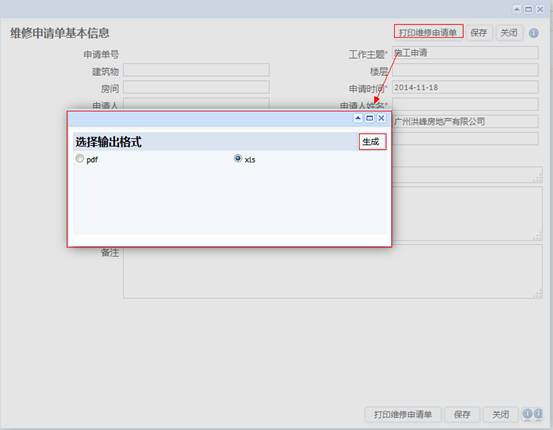 维修申请单基本信息
打印维修申请单 保存 关闭
申请单号
工作主题* 施工申请
建筑物
楼层
房间
申请时间* 2014-11-18
申请人
申请人姓名*
广州洪峰房地产有限公司
选择输出格式
生成
pdf
xls
备注
打印维修申请单 保存 关闭